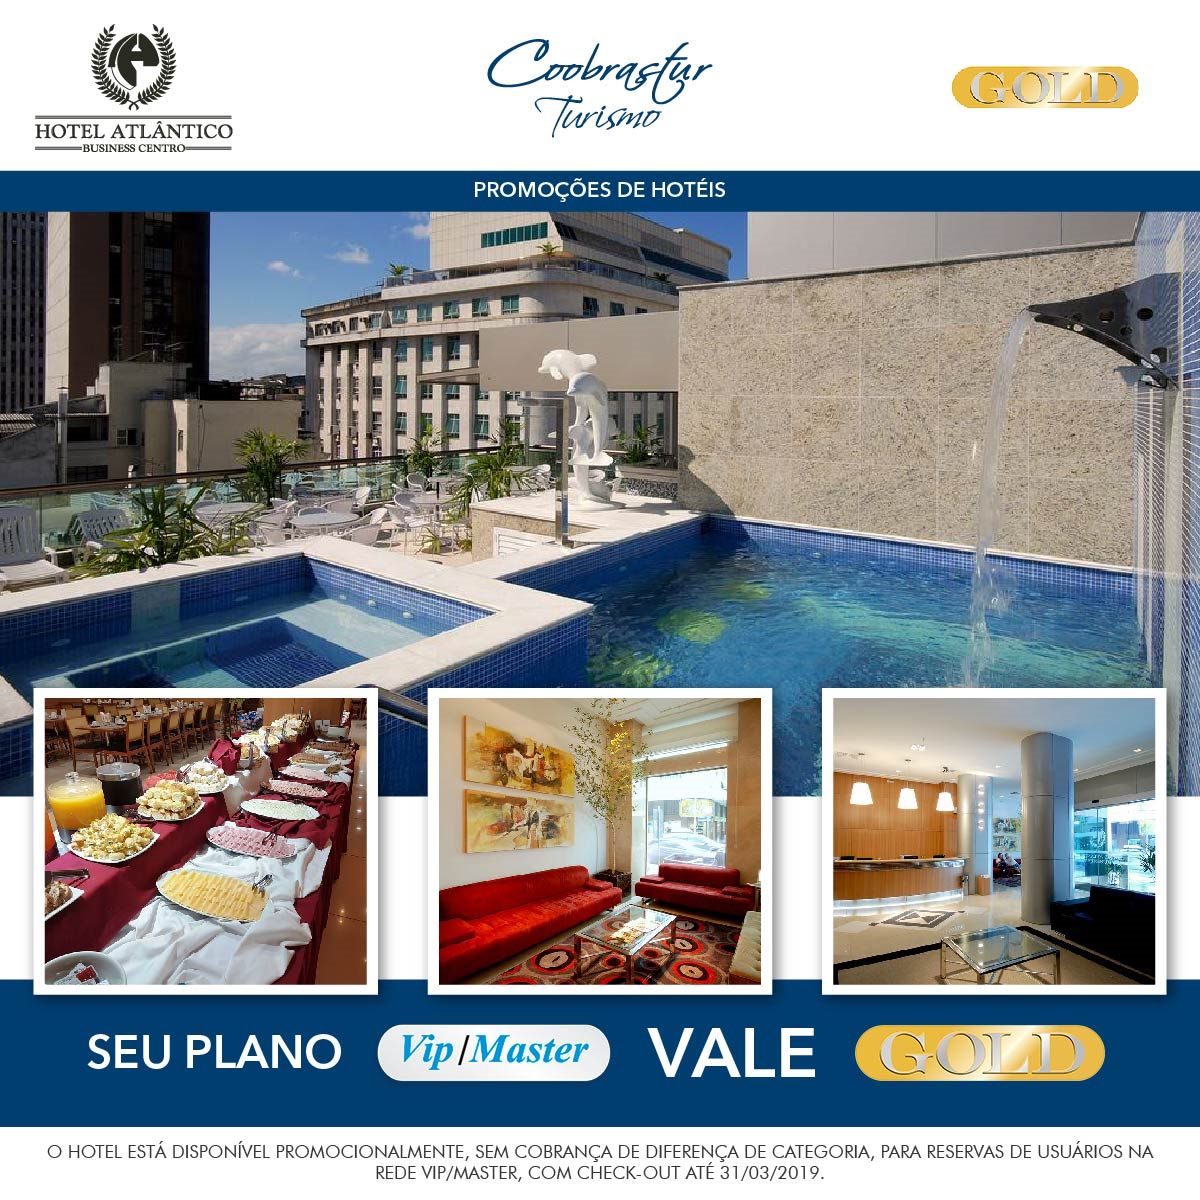 HOTEL ATLÂNTICO
BUSINESS CENTRO
Coobrastur
Turismo
GOLD
PROMOÇÕES DE HOTÉIS
SEU PLANO Vip/Master VALE GOLD
O HOTEL ESTÁ DISPONÍVEL PROMOCIONALMENTE, SEM COBRANÇA DE DIFERENÇA DE CATEGORIA, PARA RESERVAS DE USUÁRIOS NA
REDE VIP/MASTER, COM CHECK-OUT ATÉ 31/03/2019.